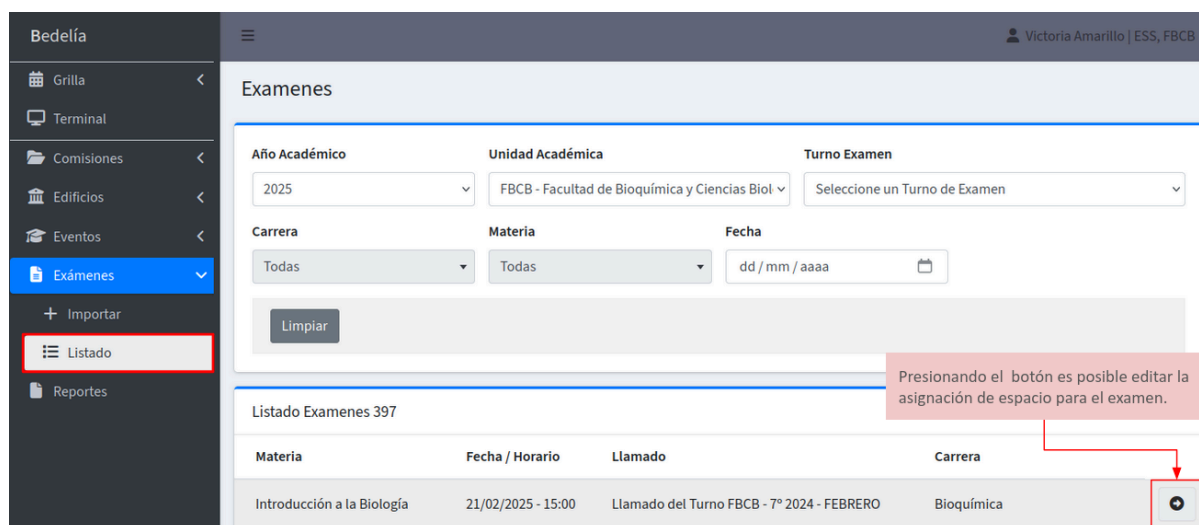 Bedelía
Victoria Amarillo | ESS, FBCB
Grilla
Terminal
Comisiones
Edificios
Eventos
Exámenes
Importar
Listado
Reportes
Examenes
Año Académico Unidad Académica Turno Examen
2025 FBCB - Facultad de Bioquímica y Ciencias Biol Seleccione un Turno de Examen
Carrera Materia Fecha
Todas Todas dd / mm / aaaa
Limpiar
Presionando el botón es posible editar la
asignación de espacio para el examen.
Listado Examenes 397
Materia Fecha / Horario Llamado Carrera
Introducción a la Biología 21/02/2025 - 15:00 Llamado del Turno FBCB - 7º 2024 - FEBRERO Bioquímica